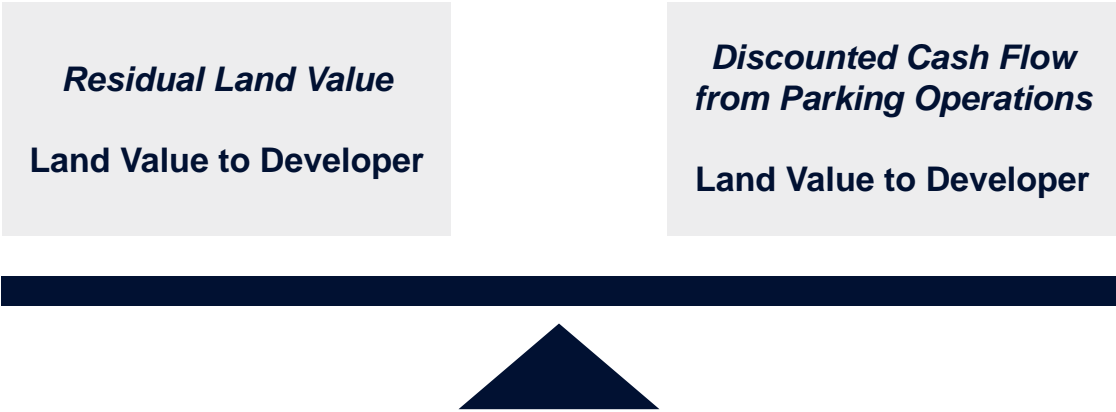 Residual Land Value
Land Value to Developer
Discounted Cash Flow
from Parking Operations
Land Value to Developer